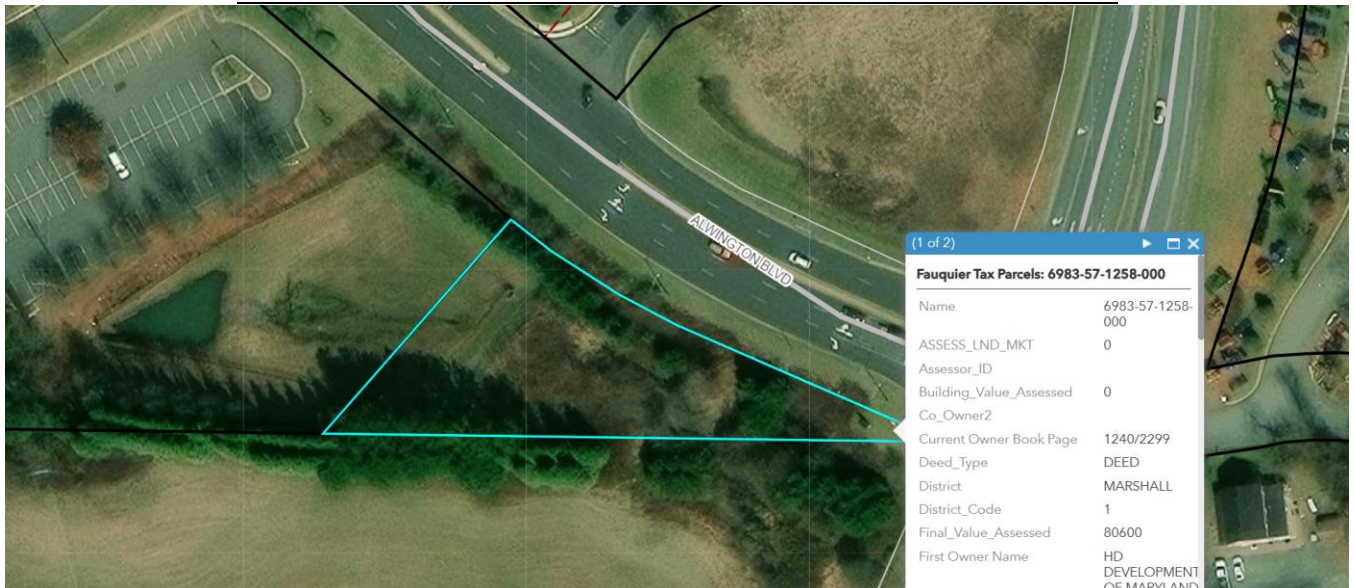 ALWINGTON BLVD
(1 of 2)
Fauquier Tax Parcels: 6983-57-1258-000
Name 6983-57-1258-
000
ASSESS_LND_MKT 0
Assessor_ID
Building_Value_Assessed 0
Co_Owner2
Current Owner Book Page 1240/2299
Deed_Type DEED
District MARSHALL
District_Code 1
Final_Value_Assessed 80600
First Owner Name HD
DEVELOPMENT
OF MARYLAND